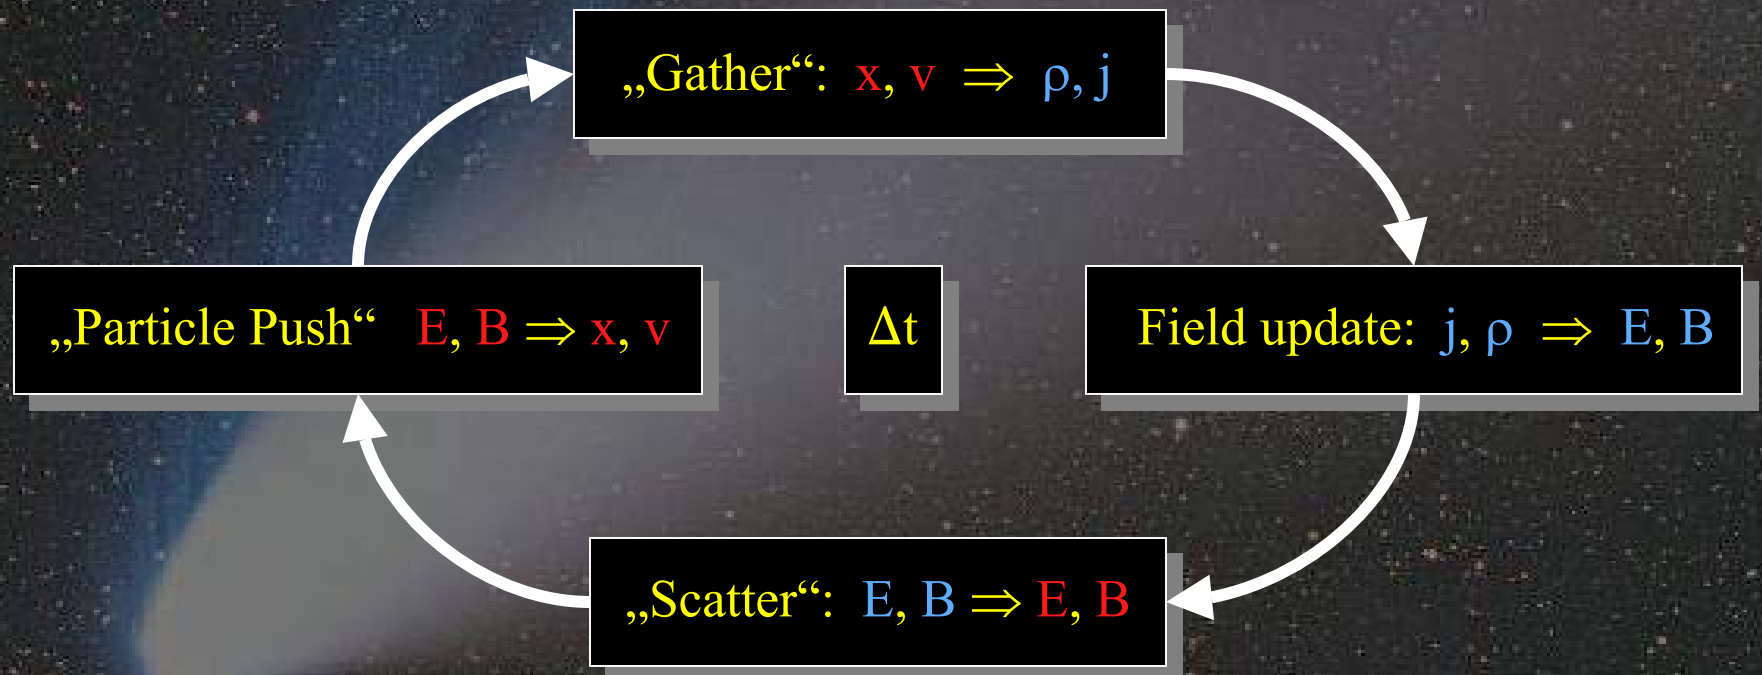 „Gather“: x, v ⇒ ρ, j
„Particle Push“ E, B ⇒ x, v
Δt
Field update: j, ρ ⇒ E, B
„Scatter“: E, B ⇒ E, B